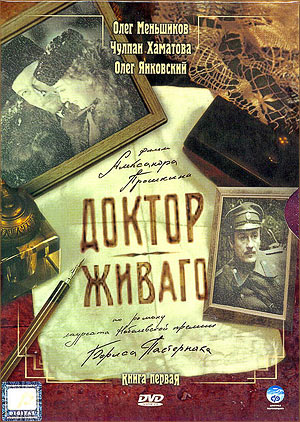 Олег Меньшиков
Чулпан Хаматова
Олег Янковский
фильм
Александра
Прошкина
ДОКТОР
ЖИВАГО
по роману
лауреата Нобелевской премии
Бориса Пастернака
Книга первая
DVD
DIGITAL